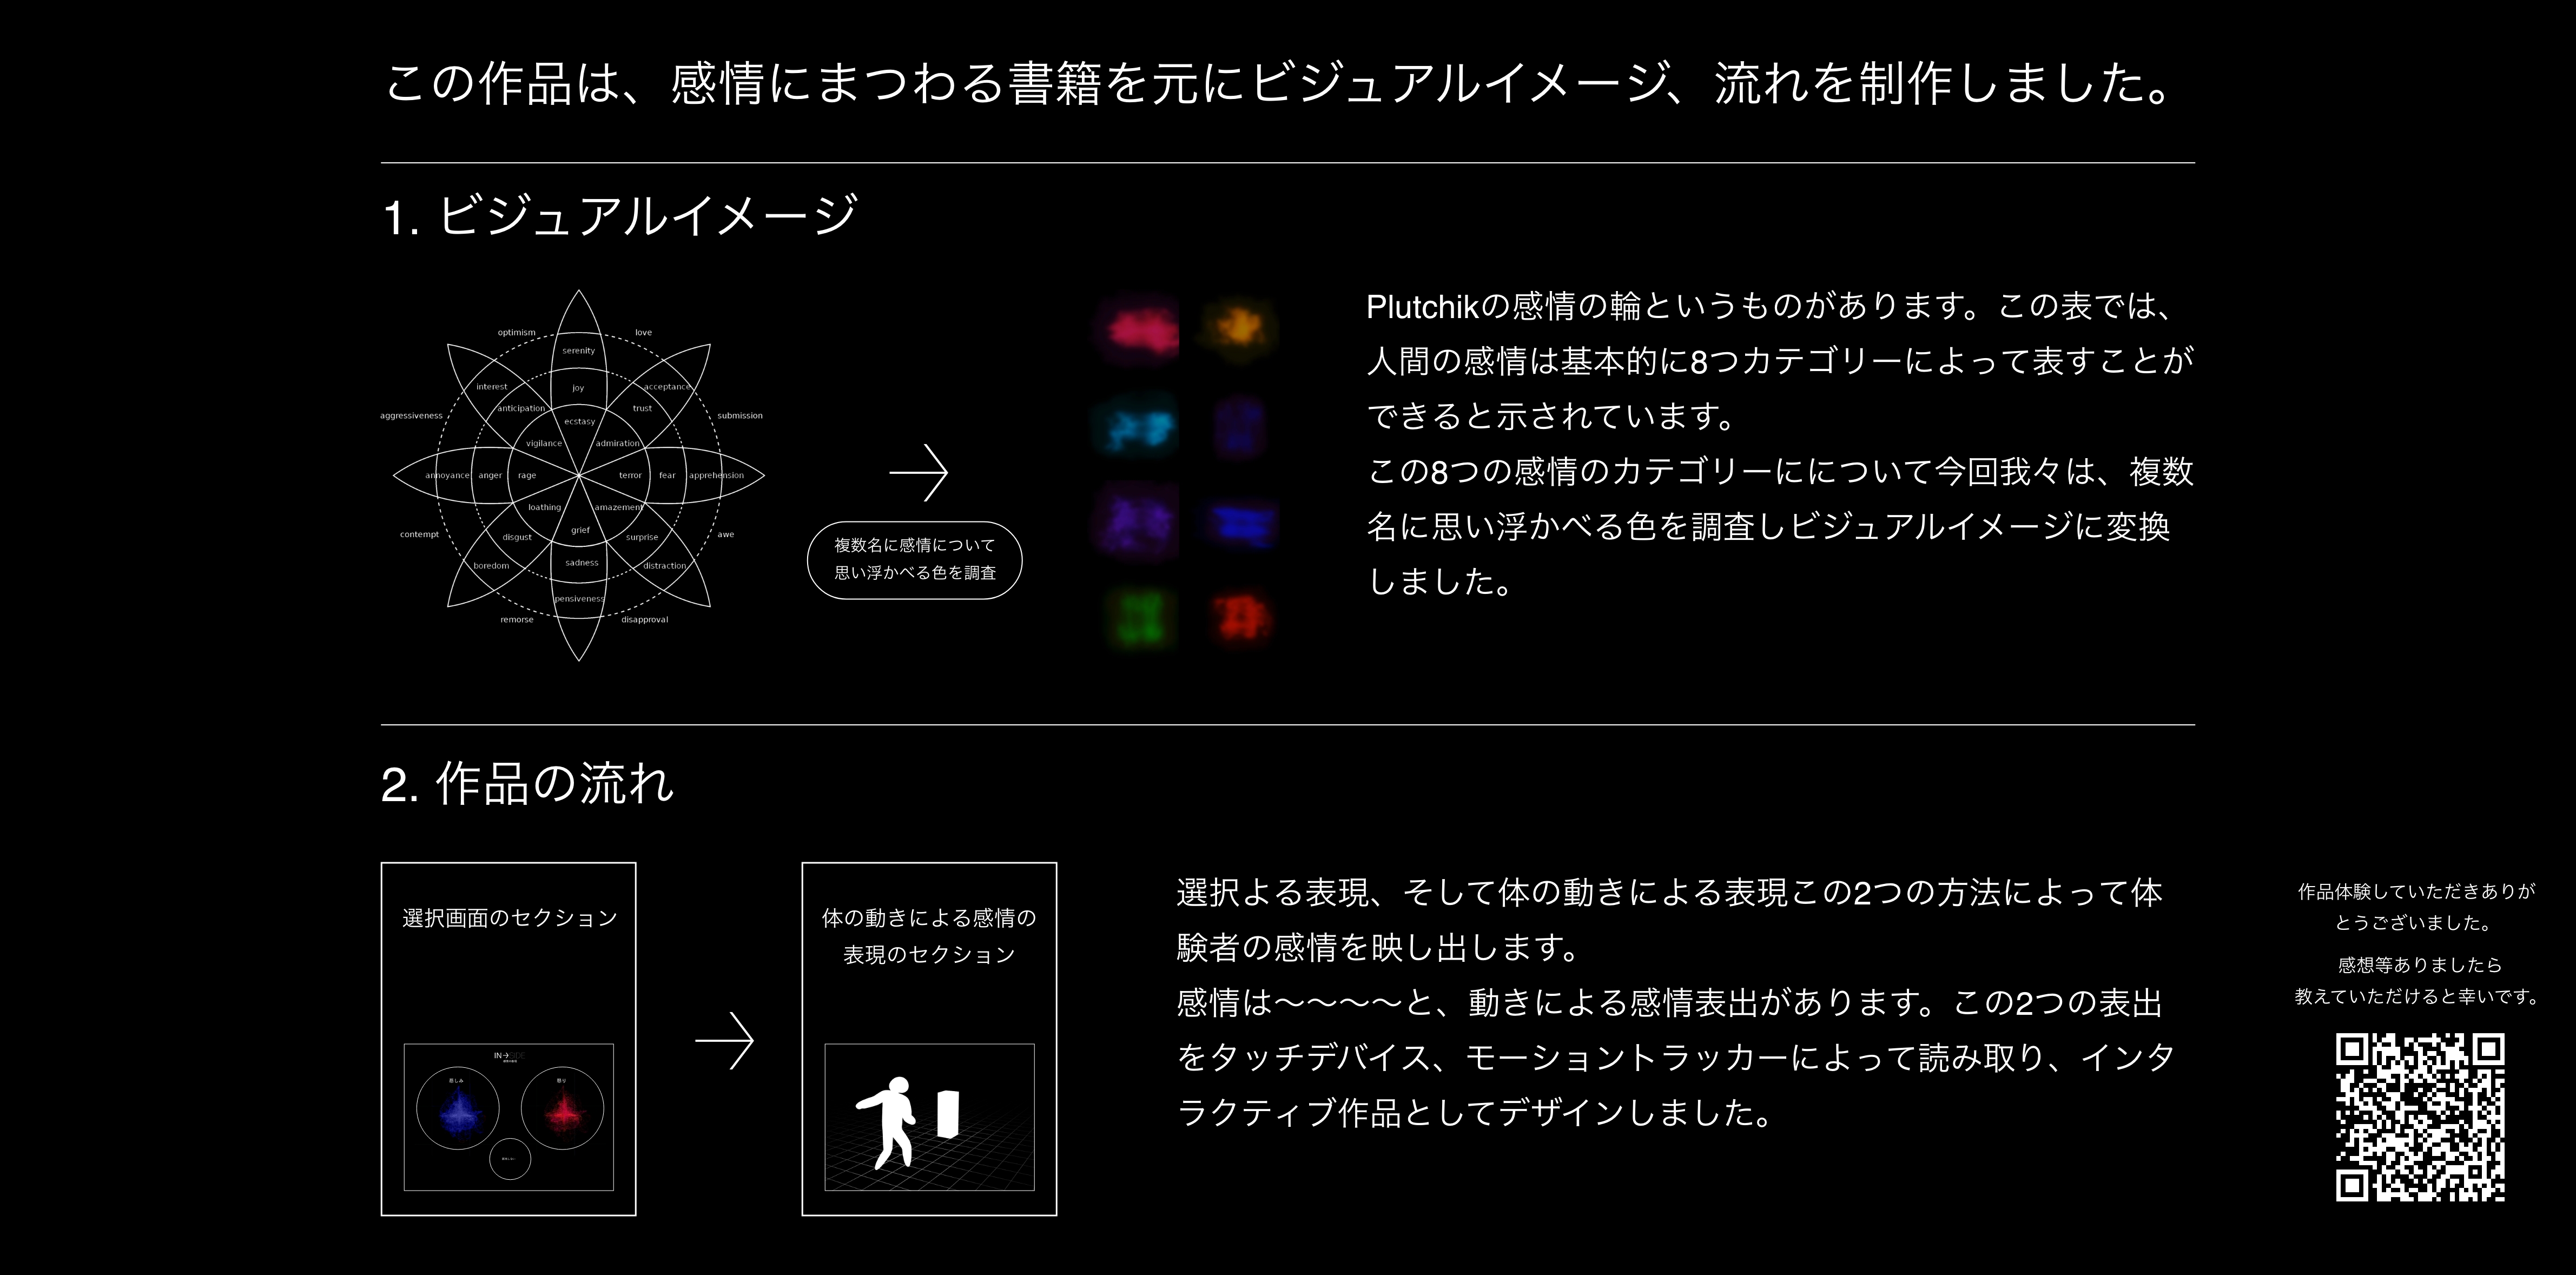 この作品は、感情にまつわる書籍を元にビジュアルイメージ、流れを制作しました。
1. ビジュアルイメージ
optimism
love
serenity
interest
joy
acceptance
anticipation
trust
aggressiveness
submission
ecstasy
vigilance
admiration
annoyance
anger
rage
terror
fear
apprehension
loathing
amazement
grief
contempt
disgust
surprise
awe
boredom
sadness
distraction
pensiveness
remorse
disapproval
複数名に感情について
思い浮かべる色を調査
Plutchikの感情の輪というものがあります。この表では、
人間の感情は基本的に8つカテゴリーによって表すことが
できると示されています。
この8つの感情のカテゴリーにについて今回我々は、複数
名に思い浮かべる色を調査しビジュアルイメージに変換
しました。
2. 作品の流れ
選択画面のセクション
悲しみ
怒り
体の動きによる感情の
表現のセクション
選択よる表現、そして体の動きによる表現この2つの方法によって体
験者の感情を映し出します。
感情は〜〜〜〜と、動きによる感情表出があります。この2つの表出
をタッチデバイス、モーショントラッカーによって読み取り、インタ
ラクティブ作品としてデザインしました。
作品体験していただきありが
とうございました。
感想等ありましたら
教えていただけると幸いです。